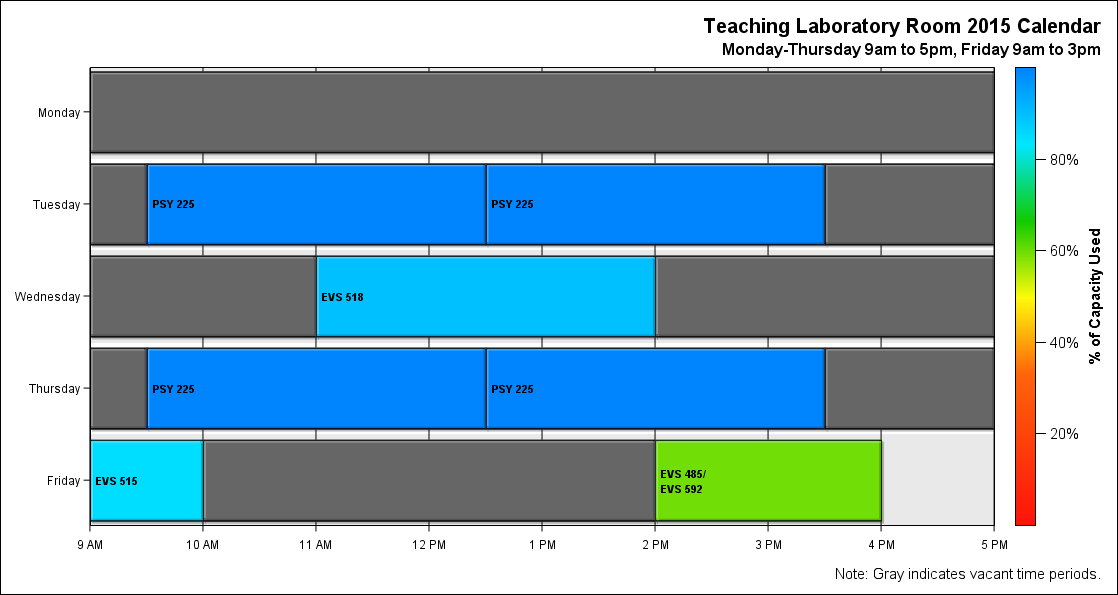 Teaching Laboratory Room 2015 Calendar
Monday-Thursday 9am to 5pm, Friday 9am to 3pm
Monday
Tuesday
PSY 225
PSY 225
Wednesday
EVS 518
Thursday
PSY 225
PSY 225
Friday
EVS 515
EVS 485/
EVS 592
9 AM
10 AM
11 AM
12 PM
1 PM
2 PM
3 PM
4 PM
5 PM
80%
60%
40%
20%
% of Capacity Used
Note: Gray indicates vacant time periods.